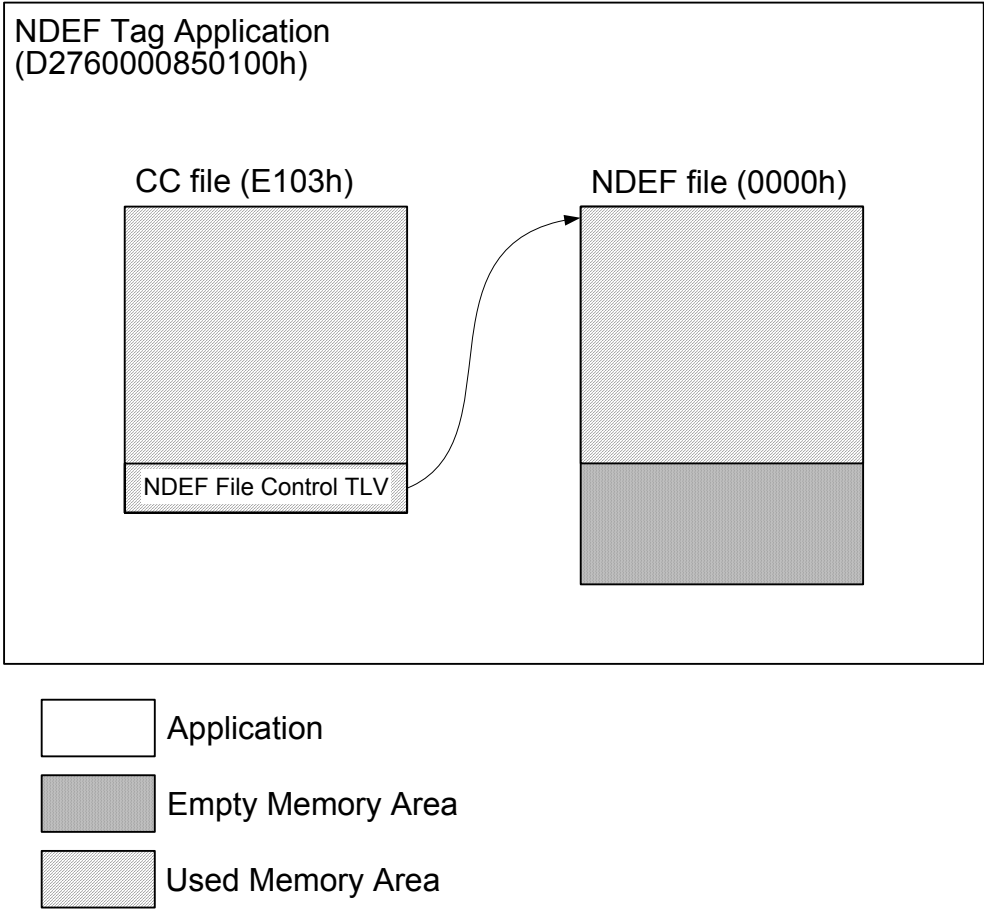 NDEF Tag Application
(D2760000850100h)
CC file (E103h)
NDEF file (0000h)
NDEF File Control TLV
Application
Empty Memory Area
Used Memory Area